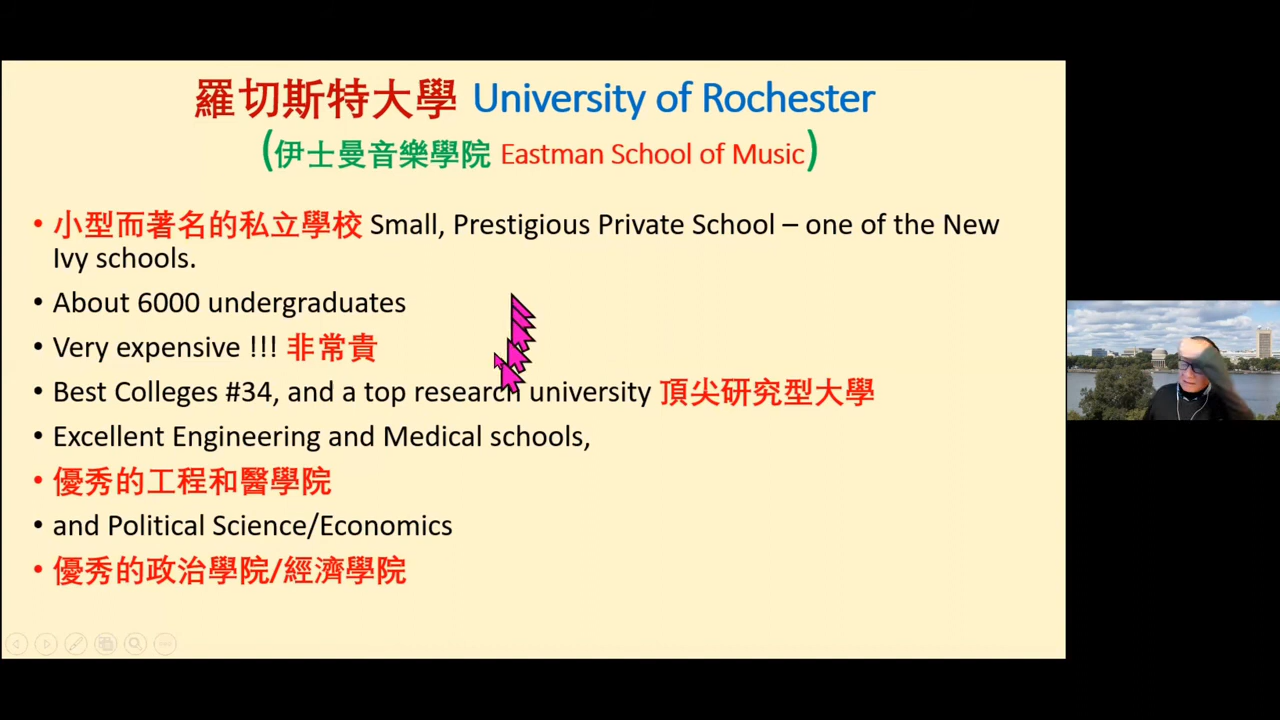 羅切斯特大學 University of Rochester
(伊士曼音樂學院 Eastman School of Music)
• 小型而著名的私立學校 Small, Prestigious Private School – one of the New
Ivy schools.
• About 6000 undergraduates
• Very expensive !!! 非常貴
• Best Colleges #34, and a top research university 頂尖研究型大學
• Excellent Engineering and Medical schools,
• 優秀的工程和醫學院
• and Political Science/Economics
• 優秀的政治學院/經濟學院